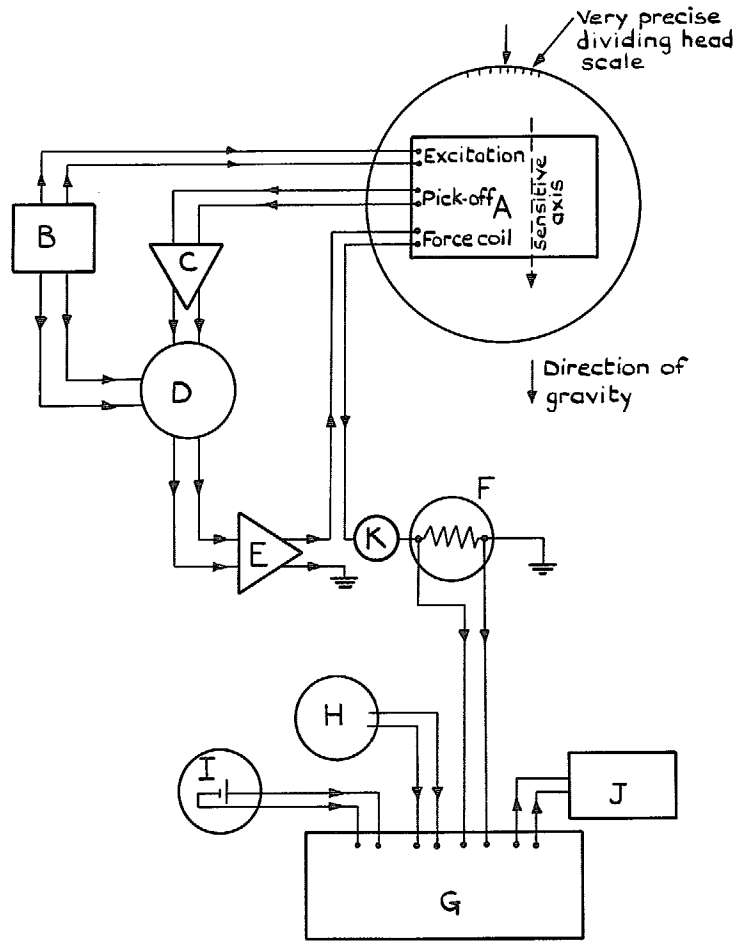 Very precise
dividing head
scale
Excitation
Pick-off
A
Force coil
sensitive
axis
B
C
D
Direction of
gravity
F
E
K
H
I
J
G